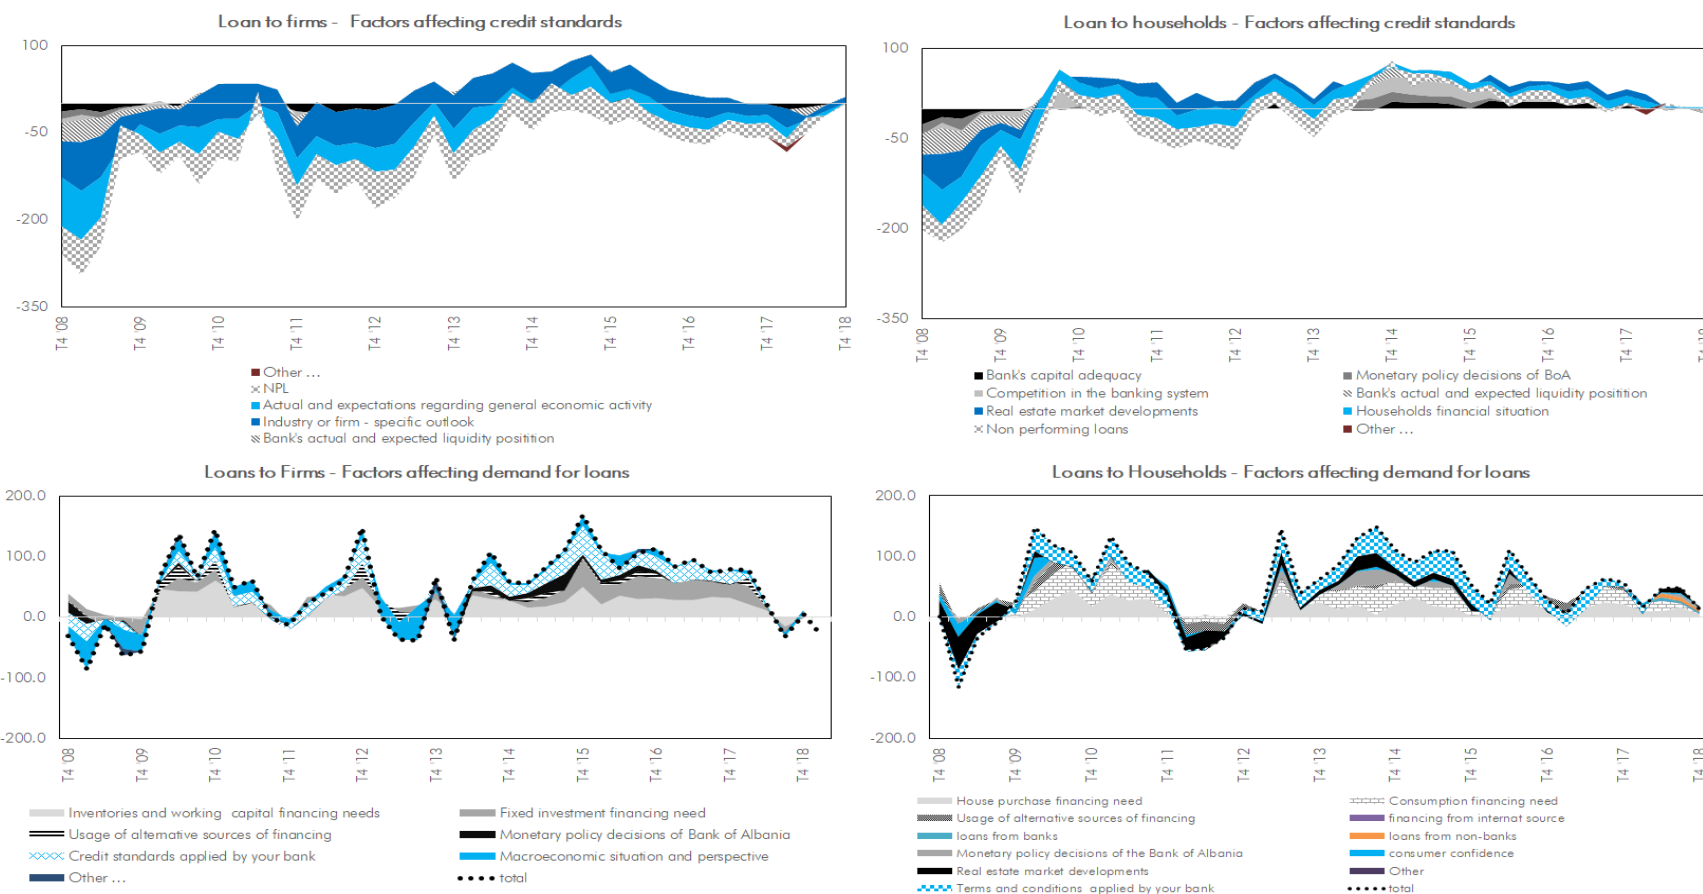 Loan to firms - Factors affecting credit standards
100
-50
-200
-350
T4 '08
T4 '09
T4 '10
T4 '11
T4 '12
T4 '13
T4 '14
T4 '15
T4 '16
T4 '17
T4 '18
Other ...
NPL
Actual and expectations regarding general economic activity
Industry or firm - specific outlook
Bank's actual and expected liquidity positition
Loan to households - Factors affecting credit standards
100
-50
-200
-350
T4 '08
T4 '09
T4 '10
T4 '11
T4 '12
T4 '13
T4 '14
T4 '15
T4 '16
T4 '17
Bank's capital adequacy
Monetary policy decisions of BoA
Competition in the banking system
Bank's actual and expected liquidity positition
Real estate market developments
Households financial situation
Non performing loans
Other ...
Loans to Firms - Factors affecting demand for loans
200.0
100.0
0.0
-100.0
-200.0
T4 '08
T4 '09
T4 '10
T4 '11
T4 '12
T4 '13
T4 '14
T4 '15
T4 '16
T4 '17
T4 '18
Inventories and working capital financing needs
Fixed investment financing need
Usage of alternative sources of financing
Monetary policy decisions of Bank of Albania
Credit standards applied by your bank
Macroeconomic situation and perspective
Other ...
total
Loans to Households - Factors affecting demand for loans
200.0
100.0
0.0
-100.0
-200.0
T4 '08
T4 '09
T4 '10
T4 '11
T4 '12
T4 '13
T4 '14
T4 '15
T4 '16
T4 '17
T4 '18
House purchase financing need
Consumption financing need
Usage of alternative sources of financing
financing from internat source
loans from banks
loans from non-banks
Monetary policy decisions of the Bank of Albania
consumer confidence
Real estate market developments
Other
Terms and conditions applied by your bank
total